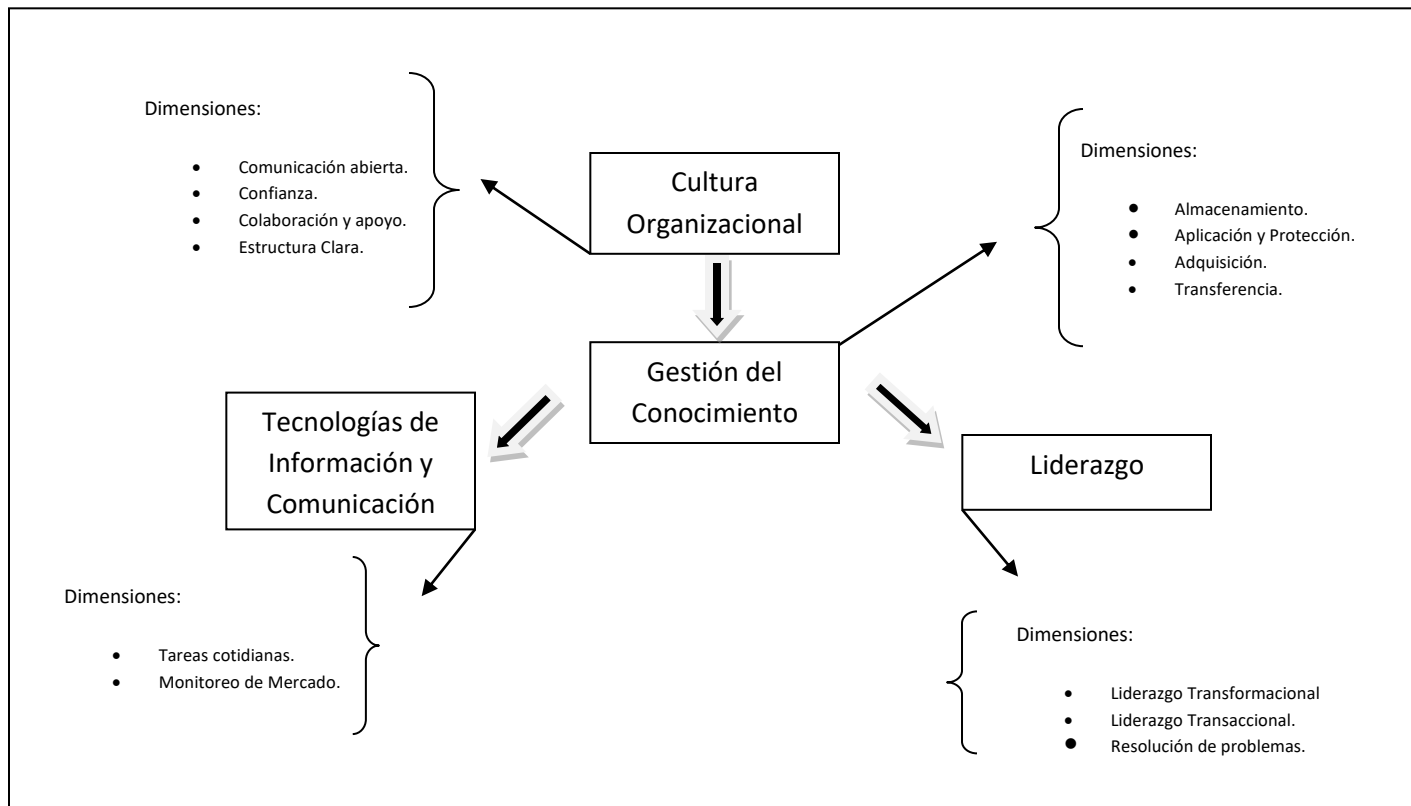 Dimensiones:
• Comunicación abierta.
• Confianza.
• Colaboración y apoyo.
• Estructura Clara.
Cultura
Organizacional
Dimensiones:
• Almacenamiento.
• Aplicación y Protección.
• Adquisición.
• Transferencia.
Gestión del
Conocimiento
Tecnologías de
Información y
Comunicación
Liderazgo
Dimensiones:
• Tareas cotidianas.
• Monitoreo de Mercado.
Dimensiones:
• Liderazgo Transformacional
• Liderazgo Transaccional.
• Resolución de problemas.